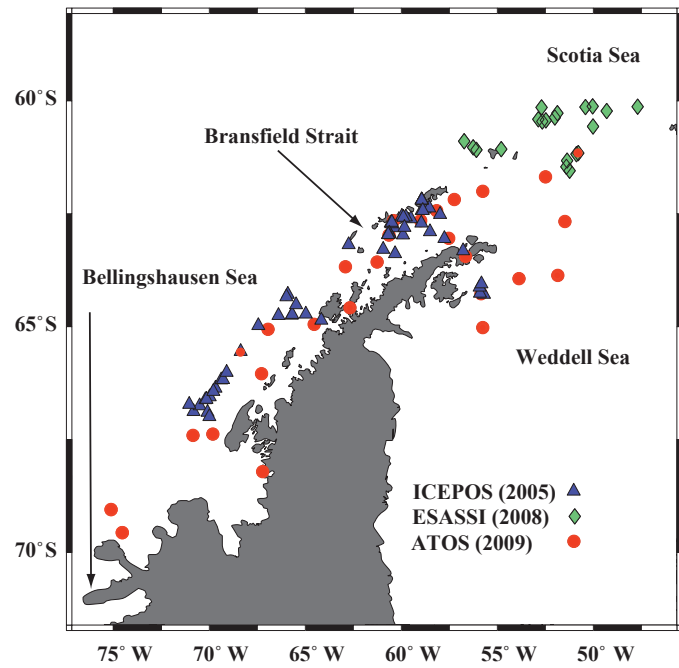 Scotia Sea
60°S
Bransfield Strait
Bellingshausen Sea
65°S
Weddell Sea
ICEPOS (2005)
ESASSI (2008)
ATOS (2009)
70°S
75° W 70° W 65° W 60° W 55° W 50° W